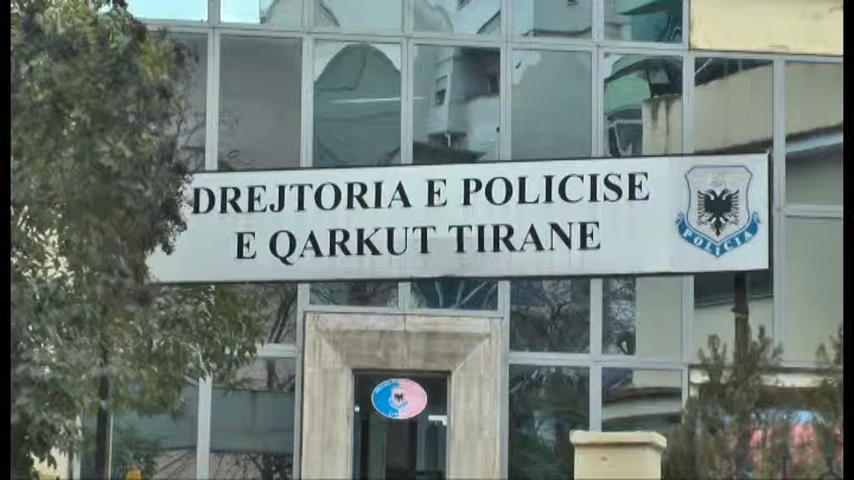 DREJTORIA E POLICISE
E QARKUT TIRANE
POLICIA